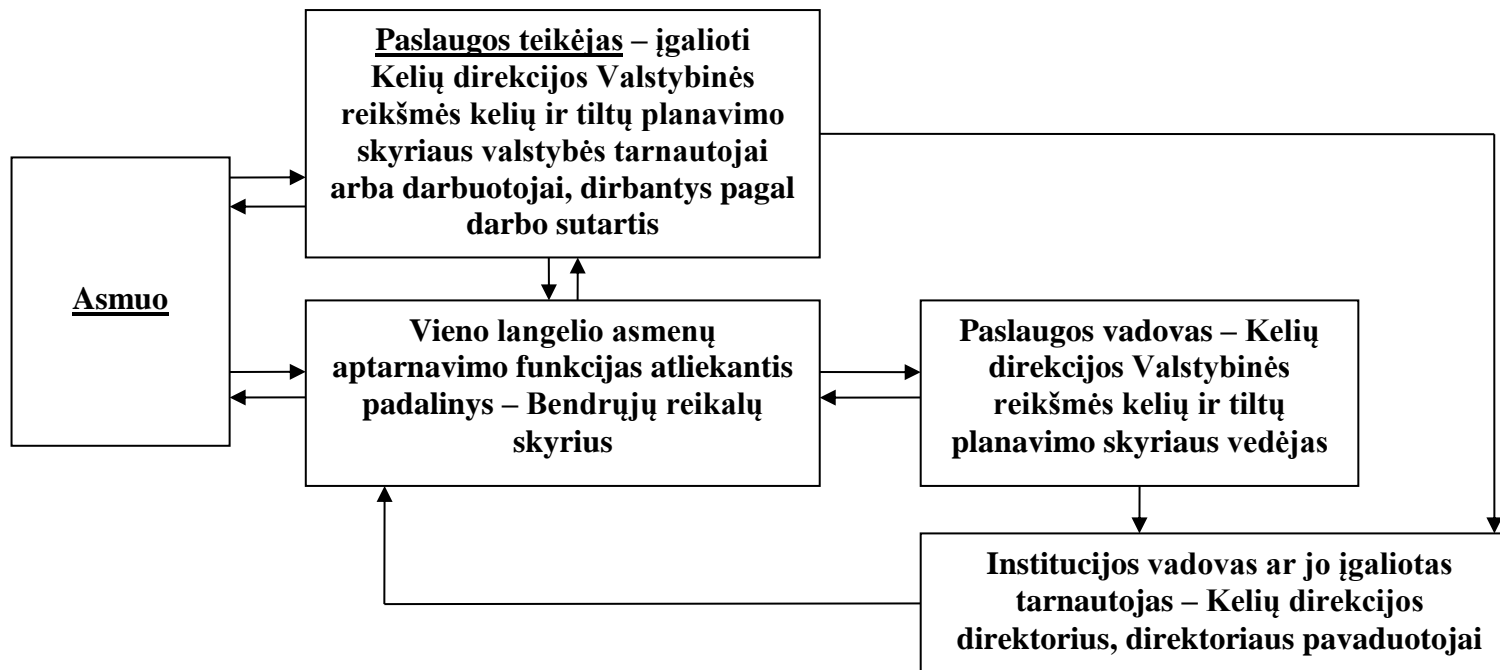 Paslaugos teikėjas – įgalioti
Kelių direkcijos Valstybinės
reikšmės kelių ir tiltų planavimo
skyriaus valstybės tarnautojai
arba darbuotojai, dirbantys pagal
darbo sutartis
Asmuo
Vieno langelio asmenų
aptarnavimo funkcijas atliekantis
padalinys – Bendrųjų reikalų
skyrius
Paslaugos vadovas – Kelių
direkcijos Valstybinės
reikšmės kelių ir tiltų
planavimo skyriaus vedėjas
Institucijos vadovas ar jo įgaliotas
tarnautojas – Kelių direkcijos
direktorius, direktoriaus pavaduotojai